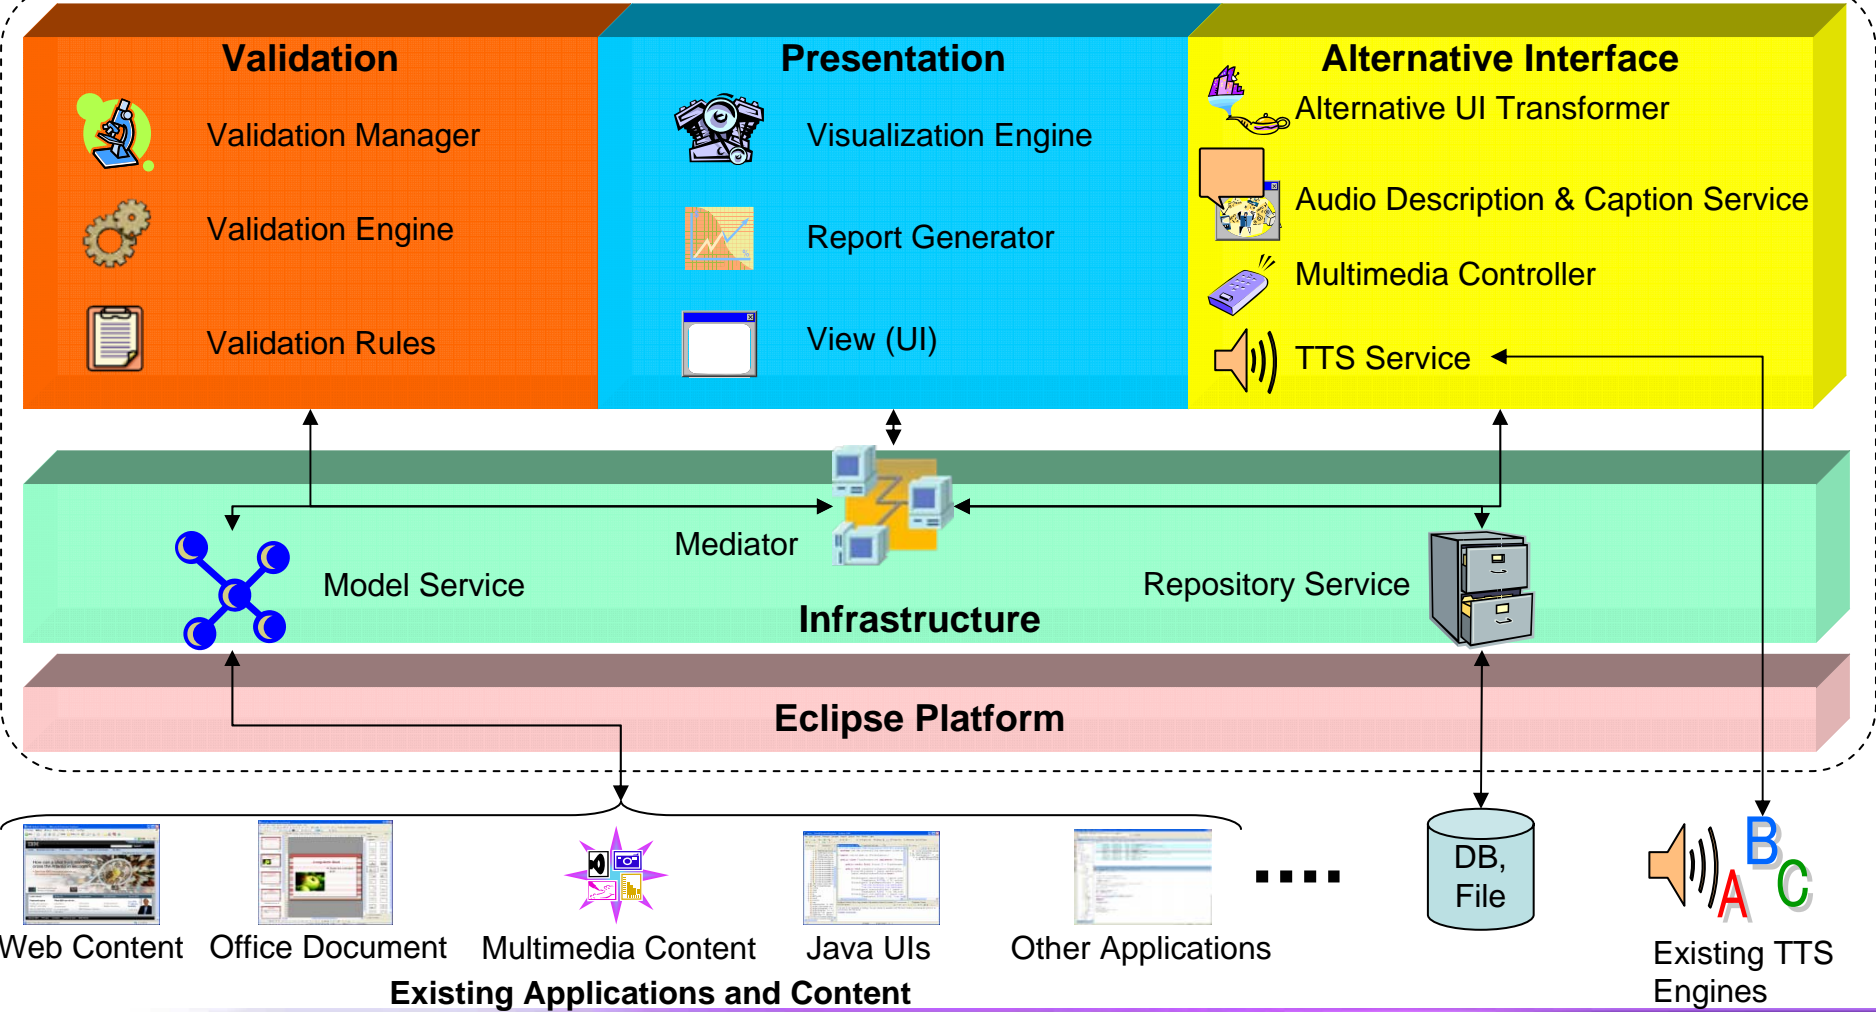 Validation
Validation Manager
Validation Engine
Validation Rules
Presentation
Visualization Engine
Report Generator
View (UI)
Alternative Interface
Alternative UI Transformer
Audio Description & Caption Service
Multimedia Controller
TTS Service
Mediator
Model Service
Repository Service
Infrastructure
Eclipse Platform
Web Content
Office Document
Multimedia Content
Java UIs
Other Applications
Existing Applications and Content
DB,
File
A B C
Existing TTS
Engines